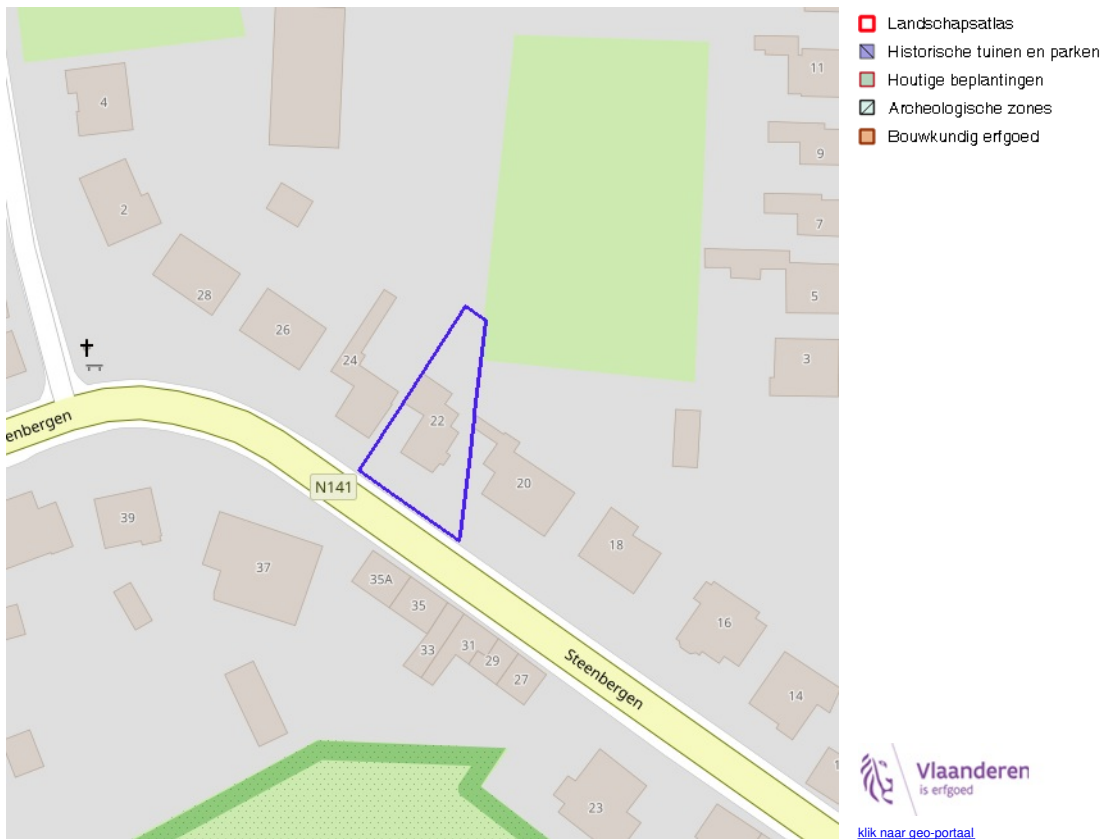 Landschapsatlas
Historische tuinen en parken
Houtige beplantingen
Archeologische zones
Bouwkundig erfgoed
4
11
9
2
7
28
5
26
3
24
22
enbergen
N141
20
39
18
37
35A
35
16
33
31
29
27
Steenbergen
14
1
23
Vlaanderen
is erfgoed
klik naar geo-portaal